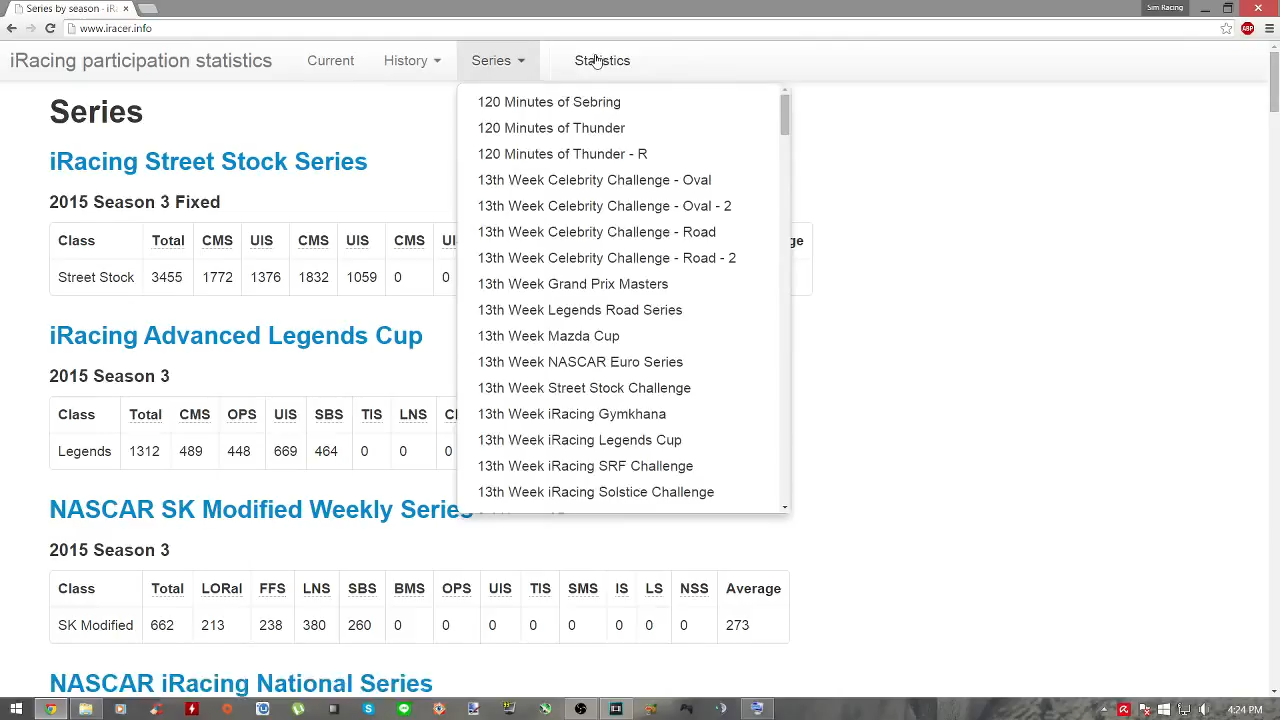 Series by season - iRa
Sim Racing
www.iracer.info
ABP
iRacing participation statistics Current History Series Statistics
Series
120 Minutes of Sebring
120 Minutes of Thunder
120 Minutes of Thunder - R
13th Week Celebrity Challenge - Oval
13th Week Celebrity Challenge - Oval - 2
13th Week Celebrity Challenge - Road
13th Week Celebrity Challenge - Road - 2
13th Week Grand Prix Masters
13th Week Legends Road Series
13th Week Mazda Cup
13th Week NASCAR Euro Series
13th Week Street Stock Challenge
13th Week iRacing Gymkhana
13th Week iRacing Legends Cup
13th Week iRacing SRF Challenge
13th Week iRacing Solstice Challenge
iRacing Street Stock Series
2015 Season 3 Fixed
Class Total CMS UIS CMS UIS CMS UI ge
Street Stock 3455 1772 1376 1832 1059 0 0
iRacing Advanced Legends Cup
2015 Season 3
Class Total CMS OPS UIS SBS TIS LNS
Legends 1312 489 448 669 464 0 0 0
NASCAR SK Modified Weekly Series
2015 Season 3
Class Total LORal FFS LNS SBS BMS OPS UIS TIS SMS IS LS NSS Average
SK Modified 662 213 238 380 260 0 0 0 0 0 0 0 0 273
NASCAR iRacing National Series
4:24 PM